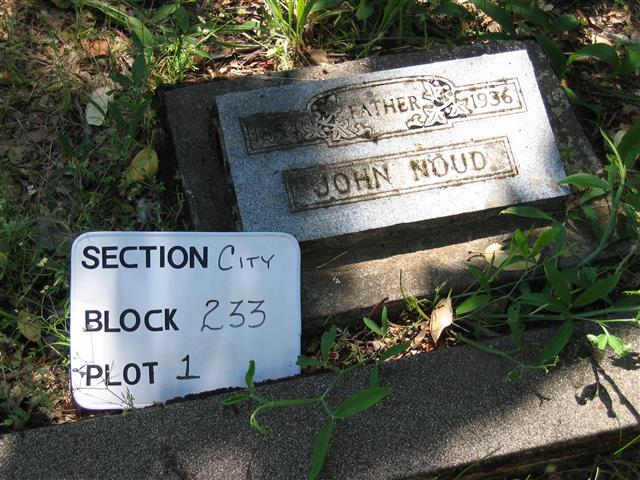 FATHER 1936
JOHN NOUD
SECTION CITY
BLOCK 233
PLOT 1